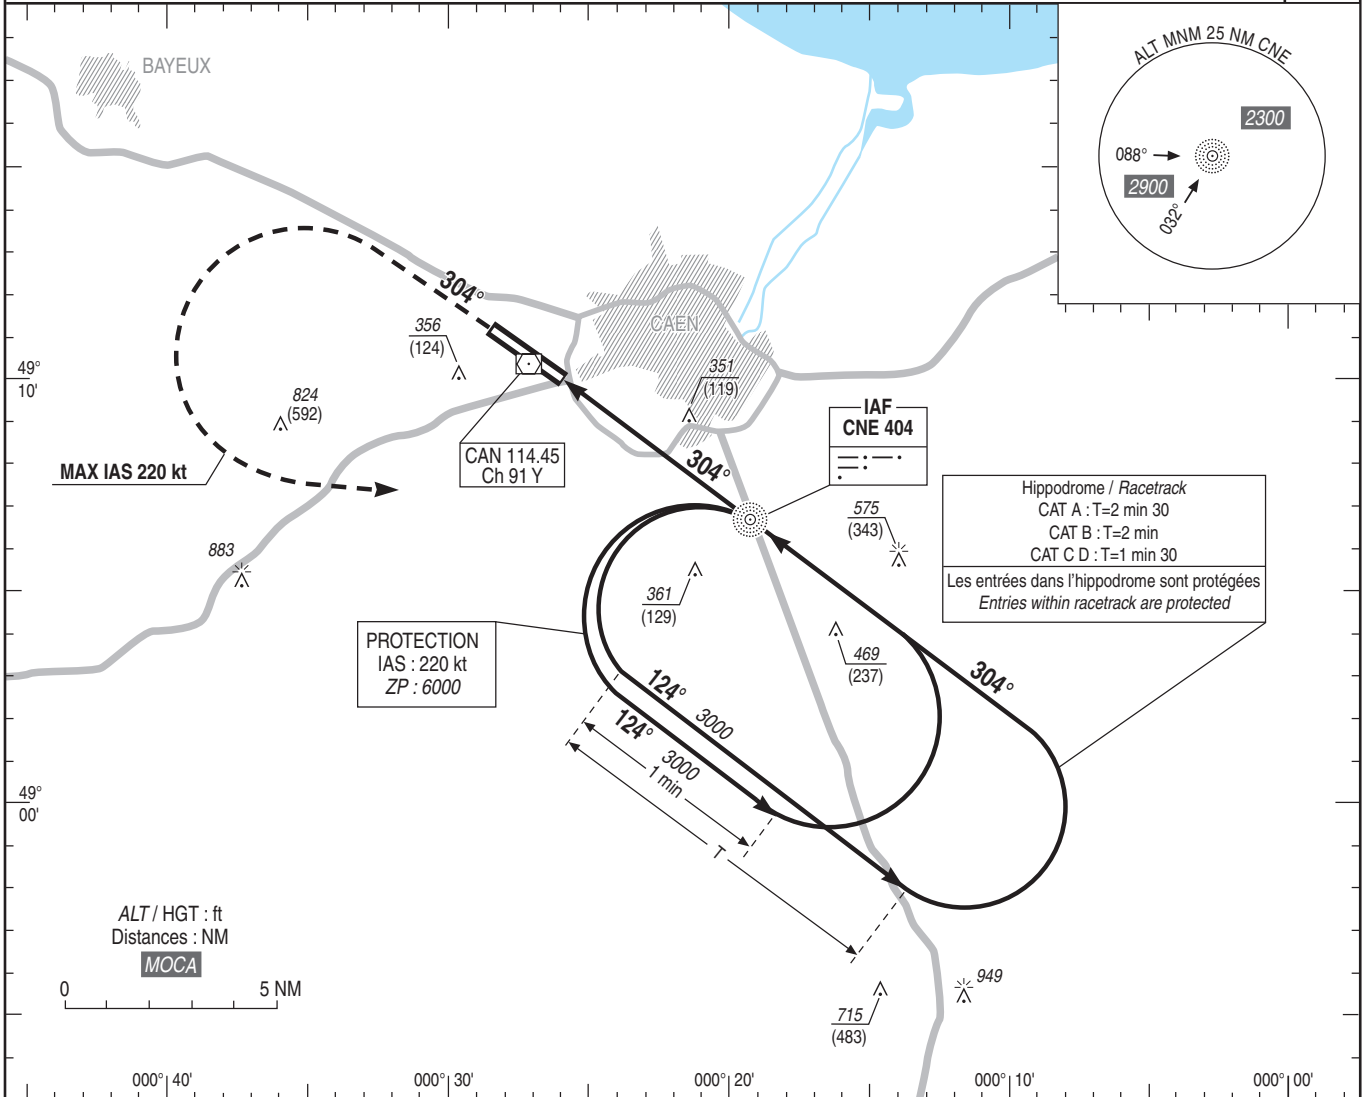 BAYEUX
ALT MNM 25 NM CNE
2300
088°
2900
032°
304°
356
(124)
CAEN
351
(119)
49°
10'
824
(592)
IAF
CNE 404
MAX IAS 220 kt
CAN 114.45
Ch 91 Y
304°
575
(343)
Hippodrome / Racetrack
CAT A : T=2 min 30
CAT B : T=2 min
CAT C D : T=1 min 30
Les entrées dans l'hippodrome sont protégées
Entries within racetrack are protected
883
361
(129)
PROTECTION
IAS : 220 kt
ZP : 6000
469
(237)
304°
124°
3000
124°
3000
1 min
T
49°
00'
ALT / HGT : ft
Distances : NM
MOCA
0
5 NM
949
715
(483)
000° 40'
000° 30'
000° 20'
000° 10'
000° 00'